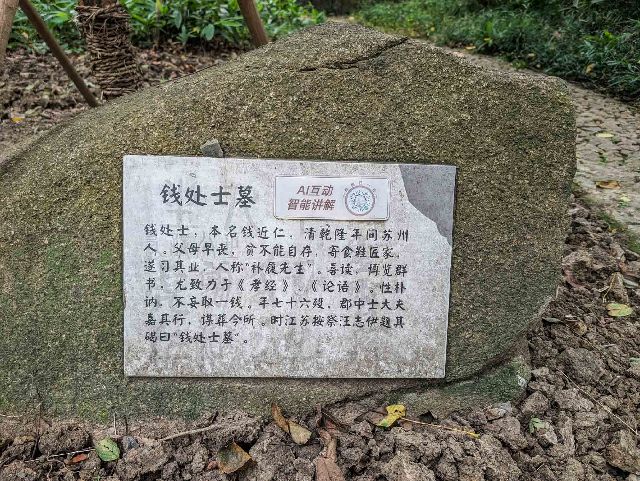 钱处士墓
AI互动
智能讲解
钱处士，本名钱近仁，清乾隆年间苏州
人。父母早丧，贫不能自存，寄食鞋匠家，
遂习其业，人称“补履先生”。喜读，博览群
书，尤致力于《孝经》、《论语》。性朴
讷，不妄取一钱。年七十六殁，郡中士大夫
嘉其行，谋葬今所。时江苏按察汪志伊题其
碣曰“钱处士墓”。